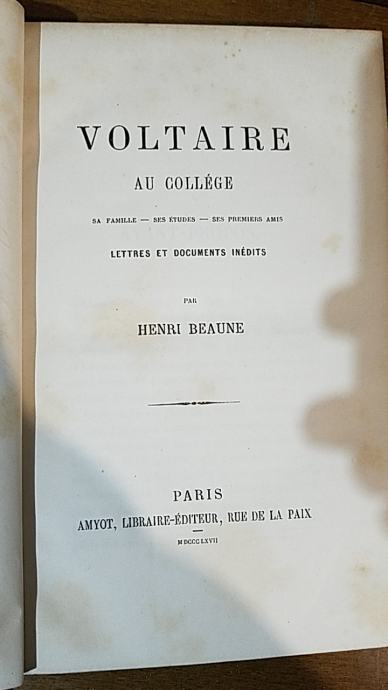 VOLTAIRE
AU COLLÉGE
SA FAMILLE — SES ÉTUDES — SES PREMIERS AMIS
LETTRES ET DOCUMENTS INÉDITS
PAR
HENRI BEAUNE
PARIS
AMYOT, LIBRAIRE-ÉDITEUR, RUE DE LA PAIX
MDCCCLXVII